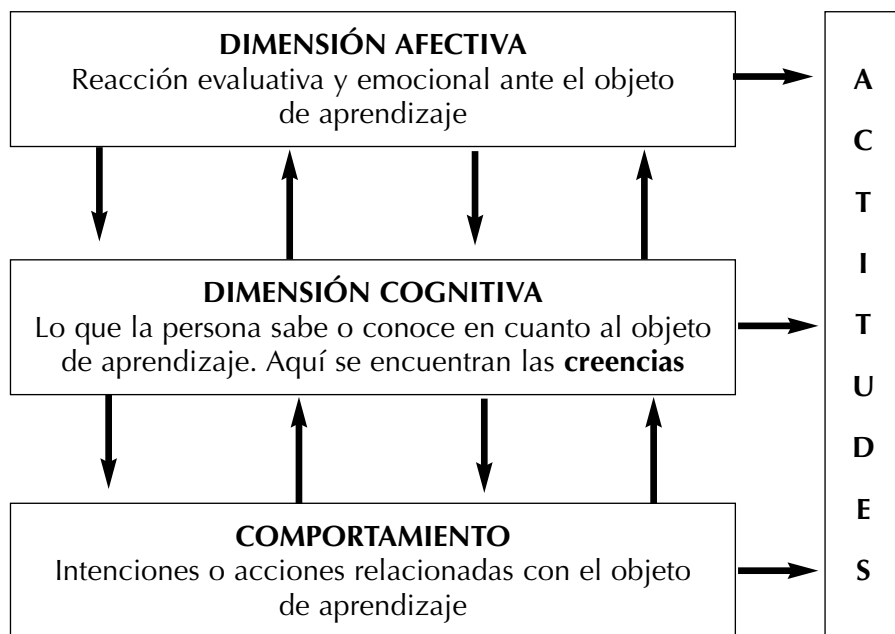 DIMENSIÓN AFECTIVA
Reacción evaluativa y emocional ante el objeto
de aprendizaje
DIMENSIÓN COGNITIVA
Lo que la persona sabe o conoce en cuanto al objeto
de aprendizaje. Aquí se encuentran las creencias
COMPORTAMIENTO
Intenciones o acciones relacionadas con el objeto
de aprendizaje
A
C
T
I
T
U
D
E
S